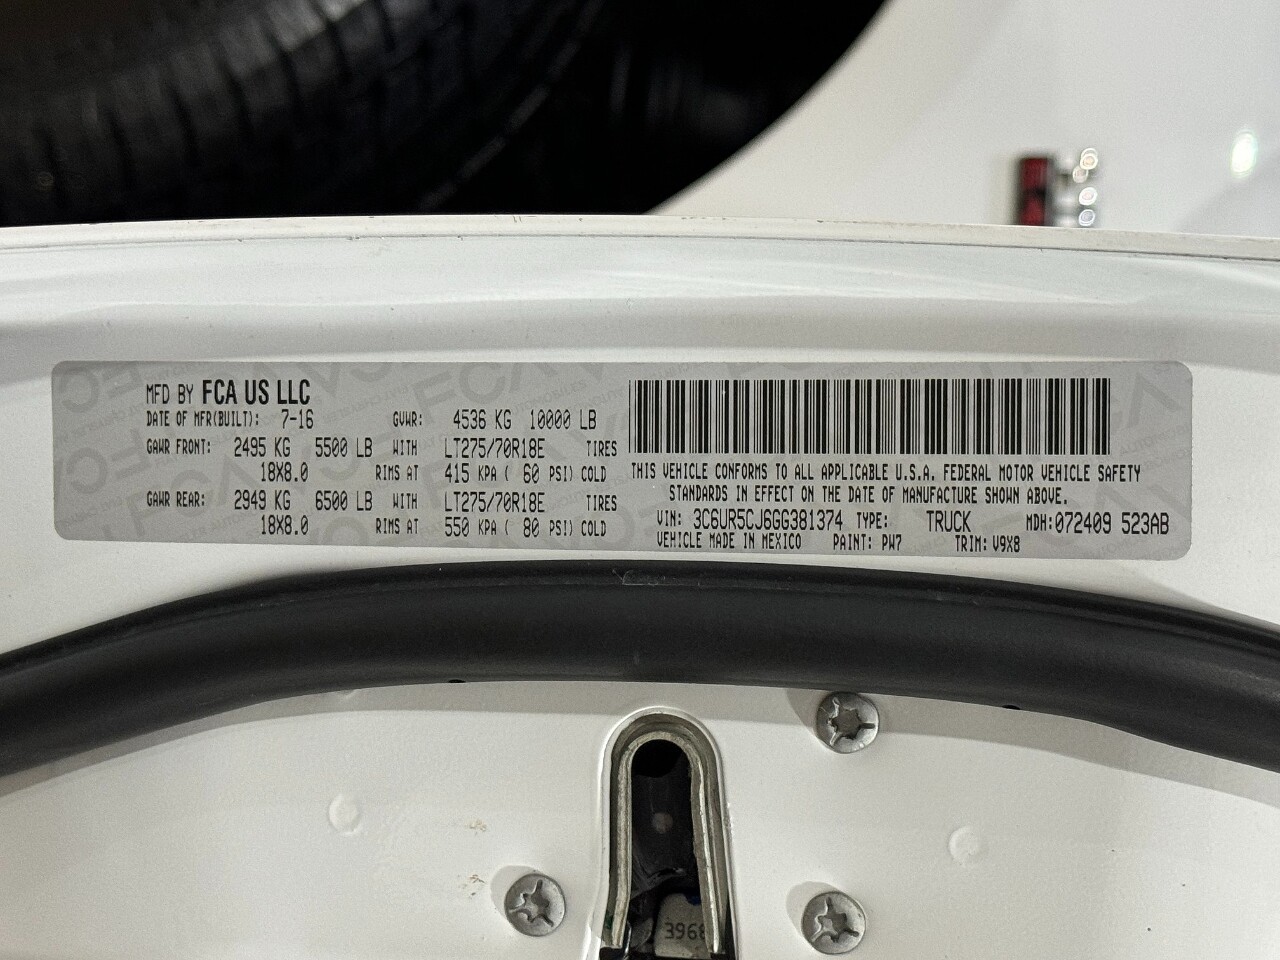 MFD BY FCA US LLC
DATE OF MFR(BUILT): 7-16 GVWR: 4536 KG 10000 LB
GAWR FRONT: 2495 KG 5500 LB WITH LT275/70R18E TIRES
18X8.0 RIMS AT 415 KPA ( 60 PSI) COLD
GAWR REAR: 2949 KG 6500 LB WITH LT275/70R18E TIRES
18X8.0 RIMS AT 550 KPA ( 80 PSI) COLD
THIS VEHICLE CONFORMS TO ALL APPLICABLE U.S.A. FEDERAL MOTOR VEHICLE SAFETY
STANDARDS IN EFFECT ON THE DATE OF MANUFACTURE SHOWN ABOVE.
VIN: 3C6UR5CJ6GG381374 TYPE: TRUCK MDH:072409 523AB
VEHICLE MADE IN MEXICO PAINT: PW7 TRIM: V9X8
3968